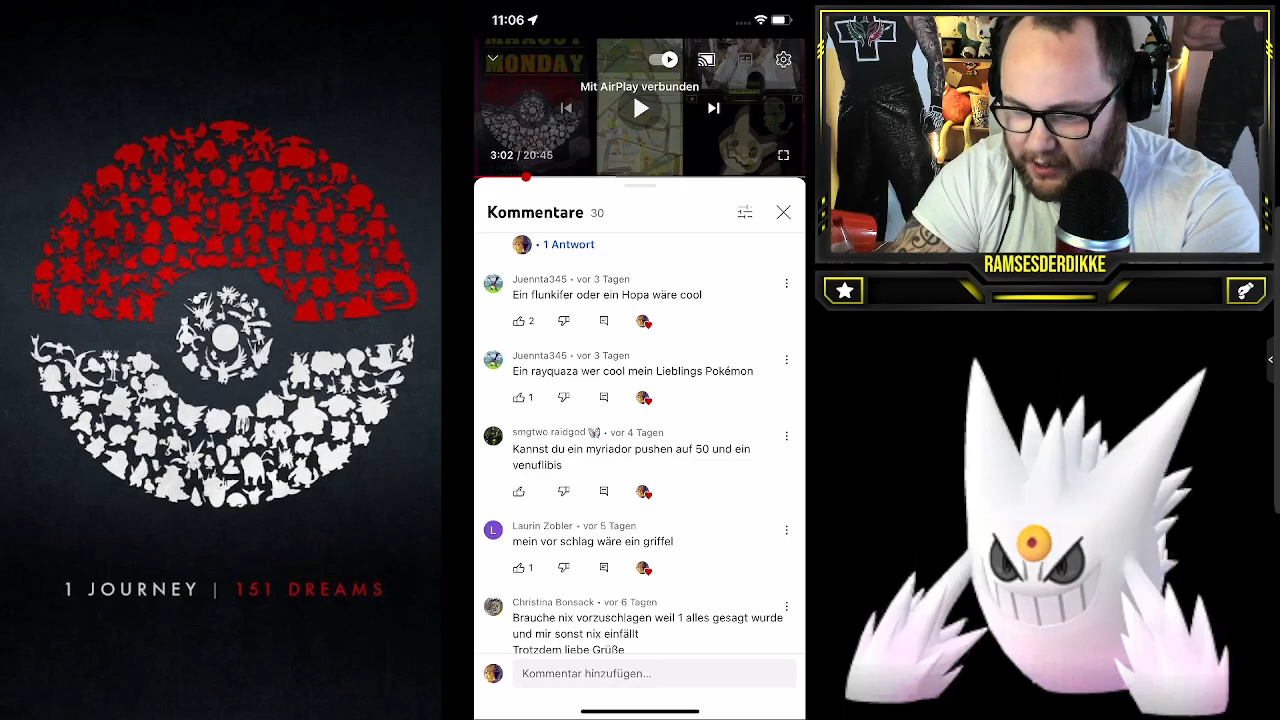 1 JOURNEY | 151 DREAMS
11:06
MAXOUT
MONDAY
Mit AirPlay verbunden
3:02 / 20:45
Kommentare 30
• 1 Antwort
Juennta345 • vor 3 Tagen
Ein flunkifer oder ein Hopa wäre cool
2
Juennta345 • vor 3 Tagen
Ein rayquaza wer cool mein Lieblings Pokémon
1
smgtwo raidgod • vor 4 Tagen
Kannst du ein myriador pushen auf 50 und ein
venuflibis
L
Laurin Zobler • vor 5 Tagen
mein vor schlag wäre ein griffel
1
Christina Bonsack • vor 6 Tagen
Brauche nix vorzuschlagen weil 1 alles gesagt wurde
und mir sonst nix einfällt
Trotzdem liebe Grüße
Kommentar hinzufügen...
RAMSESDERDIKKE